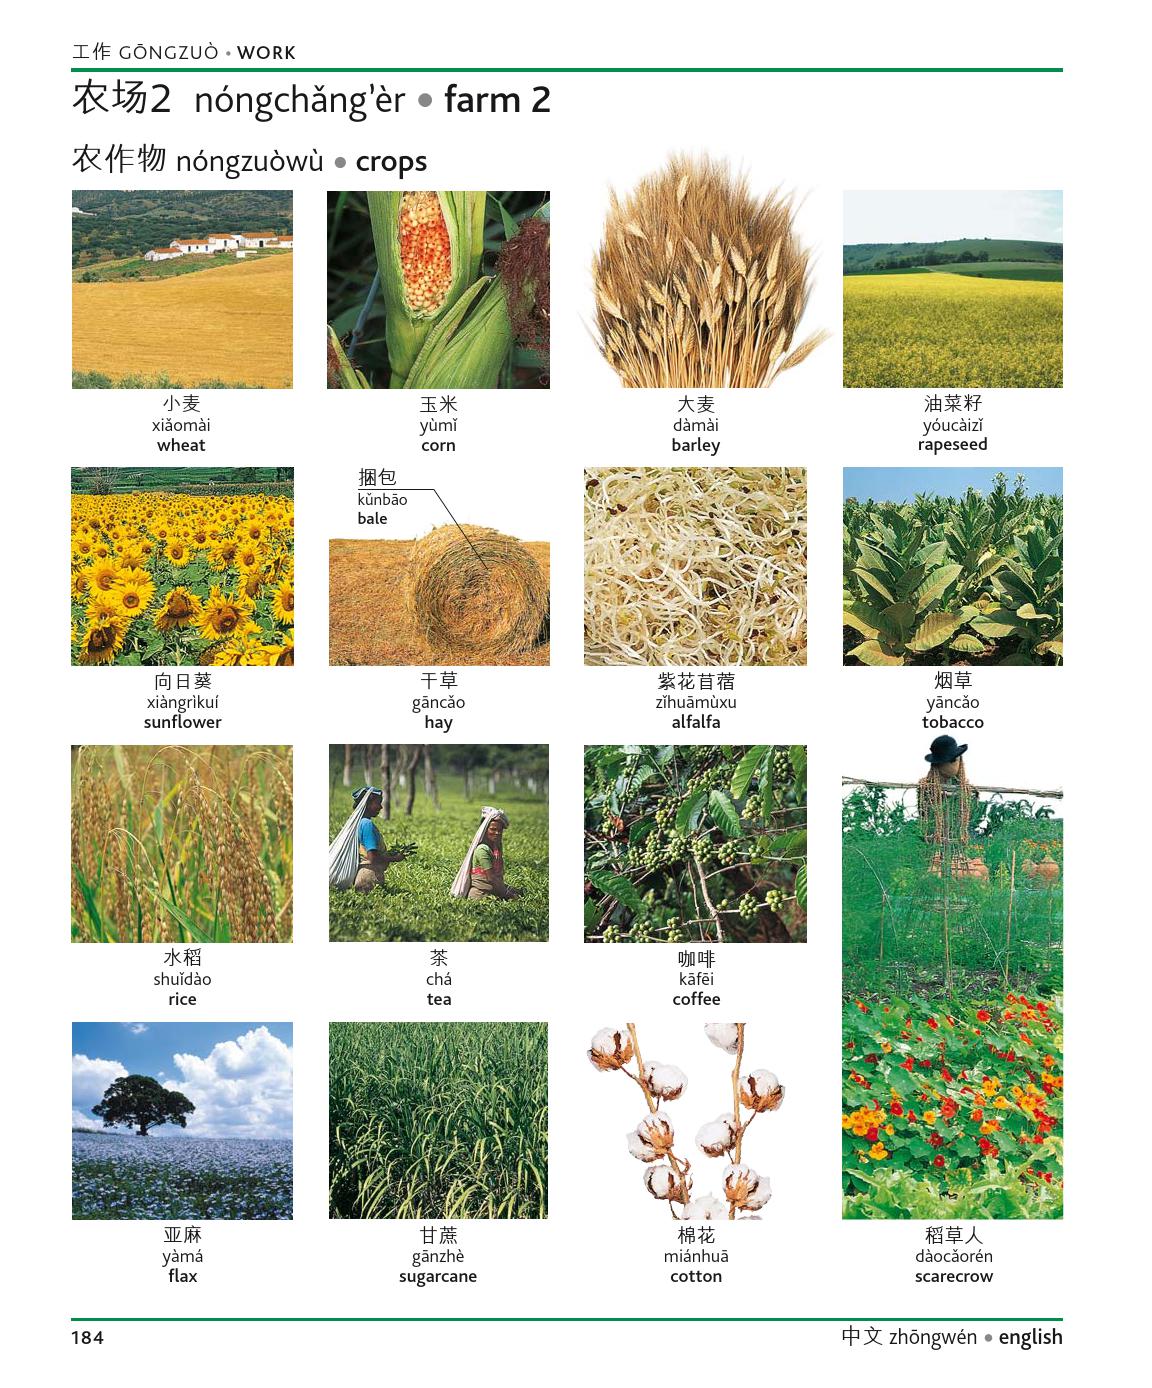 工作 GŌNGZUÒ • WORK
农场2 nóngchǎng’èr • farm 2
农作物 nóngzuòwù • crops
小麦
xiǎomài
wheat
玉米
yùmǐ
corn
大麦
dàmài
barley
油菜籽
yóucàizǐ
rapeseed
捆包
kǔnbāo
bale
向日葵
xiàngrìkuí
sunflower
干草
gāncǎo
hay
紫花苜蓿
zǐhuāmùxu
alfalfa
烟草
yāncǎo
tobacco
水稻
shuǐdào
rice
茶
chá
tea
咖啡
kāfēi
coffee
亚麻
yàmá
flax
甘蔗
gānzhè
sugarcane
棉花
miánhuā
cotton
稻草人
dàocǎorén
scarecrow
184
中文 zhōngwén • english